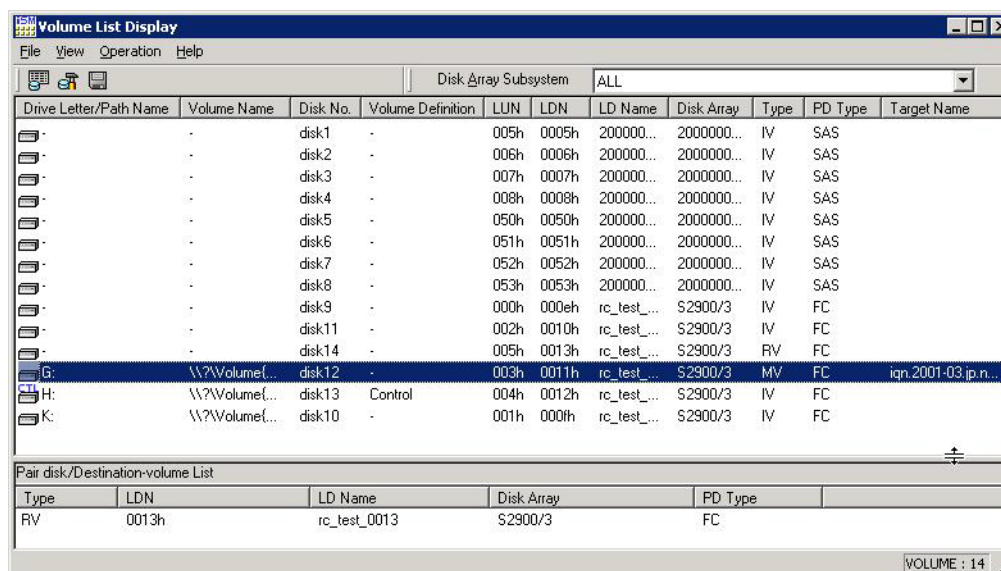 Volume List Display
File View Operation Help
Disk Array Subsystem ALL
Drive Letter/Path Name Volume Name Disk No. Volume Definition LUN LDN LD Name Disk Array Type PD Type Target Name
- - disk1 - 005h 0005h 200000... 2000000... IV SAS
- - disk2 - 006h 0006h 200000... 2000000... IV SAS
- - disk3 - 007h 0007h 200000... 2000000... IV SAS
- - disk4 - 008h 0008h 200000... 2000000... IV SAS
- - disk5 - 050h 0050h 200000... 2000000... IV SAS
- - disk6 - 051h 0051h 200000... 2000000... IV SAS
- - disk7 - 052h 0052h 200000... 2000000... IV SAS
- - disk8 - 053h 0053h 200000... 2000000... IV SAS
- - disk9 - 000h 000eh rc_test_... S2900/3 IV FC
- - disk11 - 002h 0010h rc_test_... S2900/3 IV FC
- - disk14 - 005h 0013h rc_test_... S2900/3 RV FC
G: \\?\Volume{... disk12 - 003h 0011h rc_test_... S2900/3 MV FC iqn.2001-03.jp.n...
CTL H: \\?\Volume{... disk13 Control 004h 0012h rc_test_... S2900/3 IV FC
K: \\?\Volume{... disk10 - 001h 000fh rc_test_... S2900/3 IV FC
Pair disk/Destination-volume List
Type LDN LD Name Disk Array PD Type
RV 0013h rc_test_0013 S2900/3 FC
VOLUME : 14